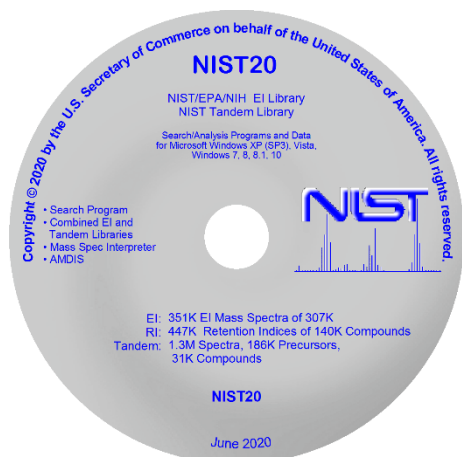 Copyright © 2020 by the U.S. Secretary of Commerce on behalf of the United States of America. All rights reserved.
NIST20
NIST/EPA/NIH EI Library
NIST Tandem Library
Search/Analysis Programs and Data
for Microsoft Windows XP (SP3), Vista,
Windows 7, 8, 8.1, 10
• Search Program
• Combined EI and
Tandem Libraries
• Mass Spec Interpreter
• AMDIS
NIST
EI: 351K EI Mass Spectra of 307K
RI: 447K Retention Indices of 140K Compounds
Tandem: 1.3M Spectra, 186K Precursors,
31K Compounds
NIST20
June 2020